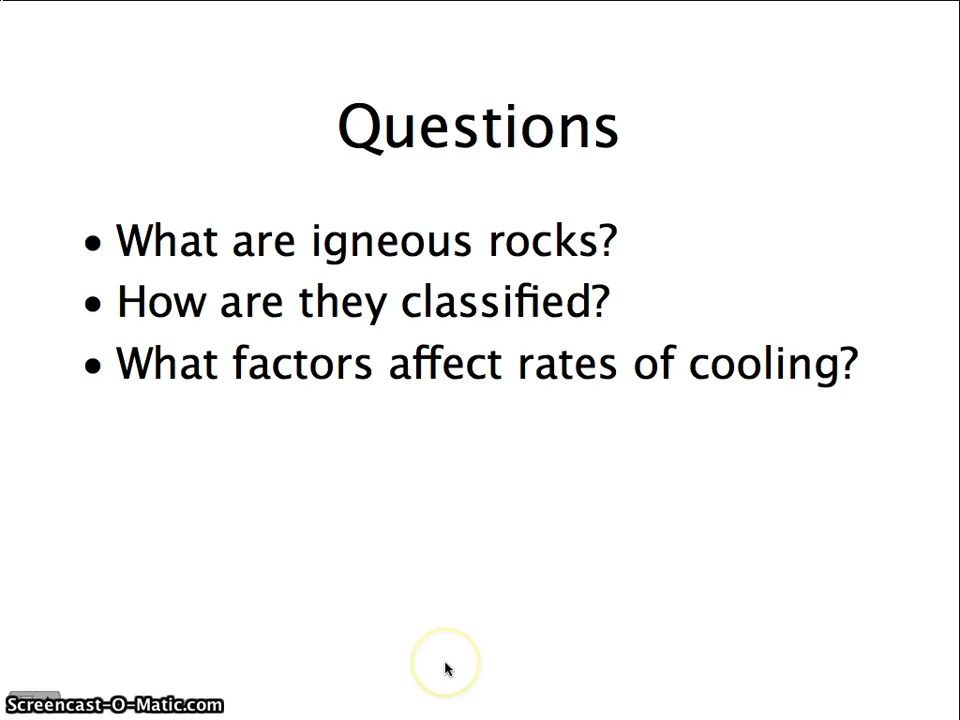 Questions
• What are igneous rocks?
• How are they classified?
• What factors affect rates of cooling?
Screencast-O-Matic.com